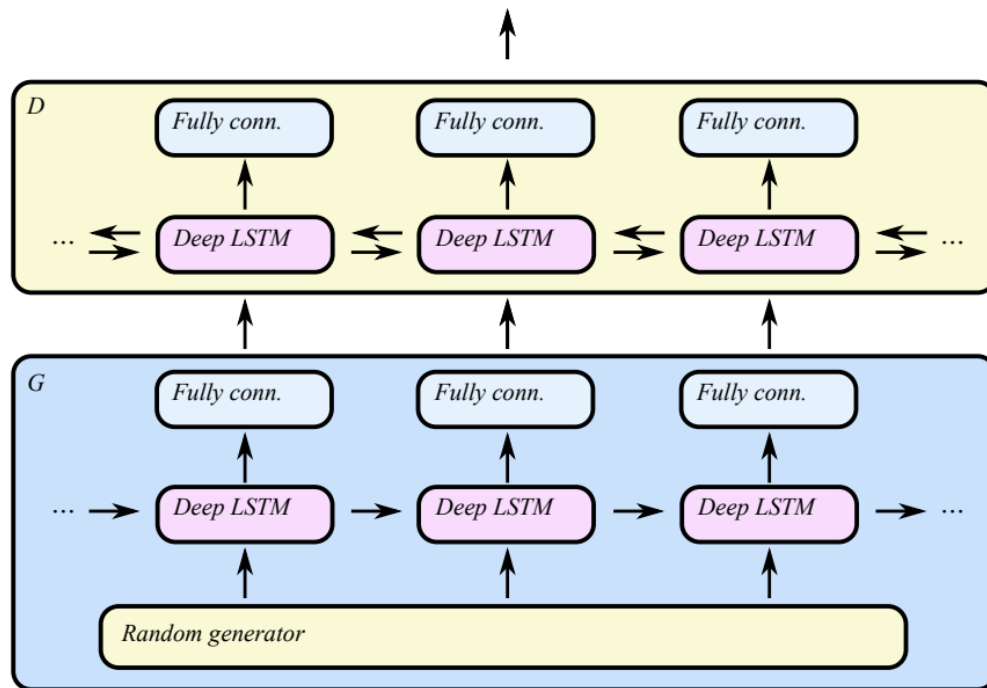 D
Fully conn. Fully conn. Fully conn.
... Deep LSTM Deep LSTM Deep LSTM ...
G
Fully conn. Fully conn. Fully conn.
... Deep LSTM Deep LSTM Deep LSTM ...
Random generator